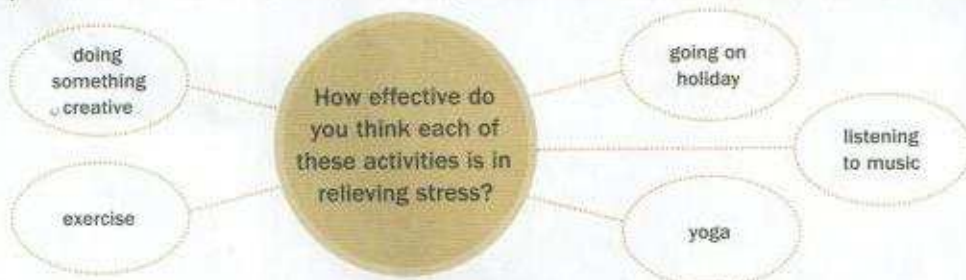 doing
something
creative
going on
holiday
How effective do
you think each of
these activities is in
relieving stress?
listening
to music
exercise
yoga